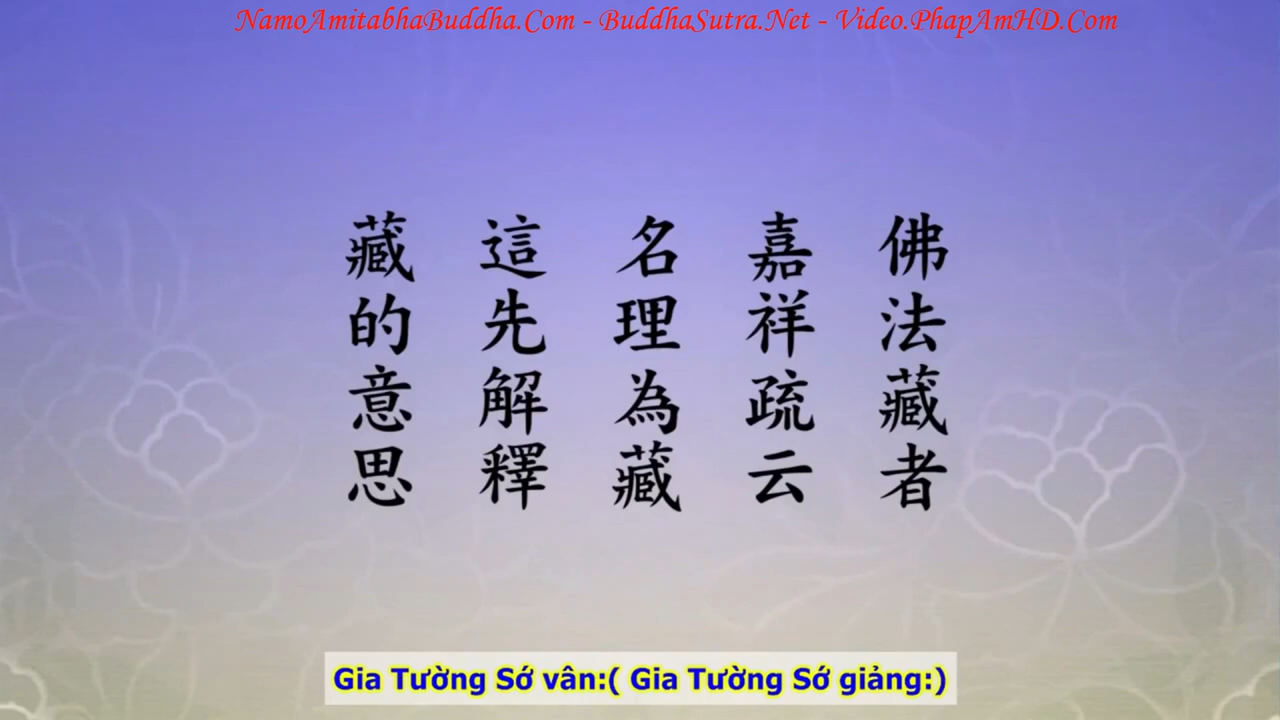 NamoAmitabhaBuddha.Com - BuddhaSutra.Net - Video.PhapAmHD.Com
佛法藏者
嘉祥疏云
名理為藏
這先解釋
藏的意思
Gia Tường Sớ vân:( Gia Tường Sớ giảng:)